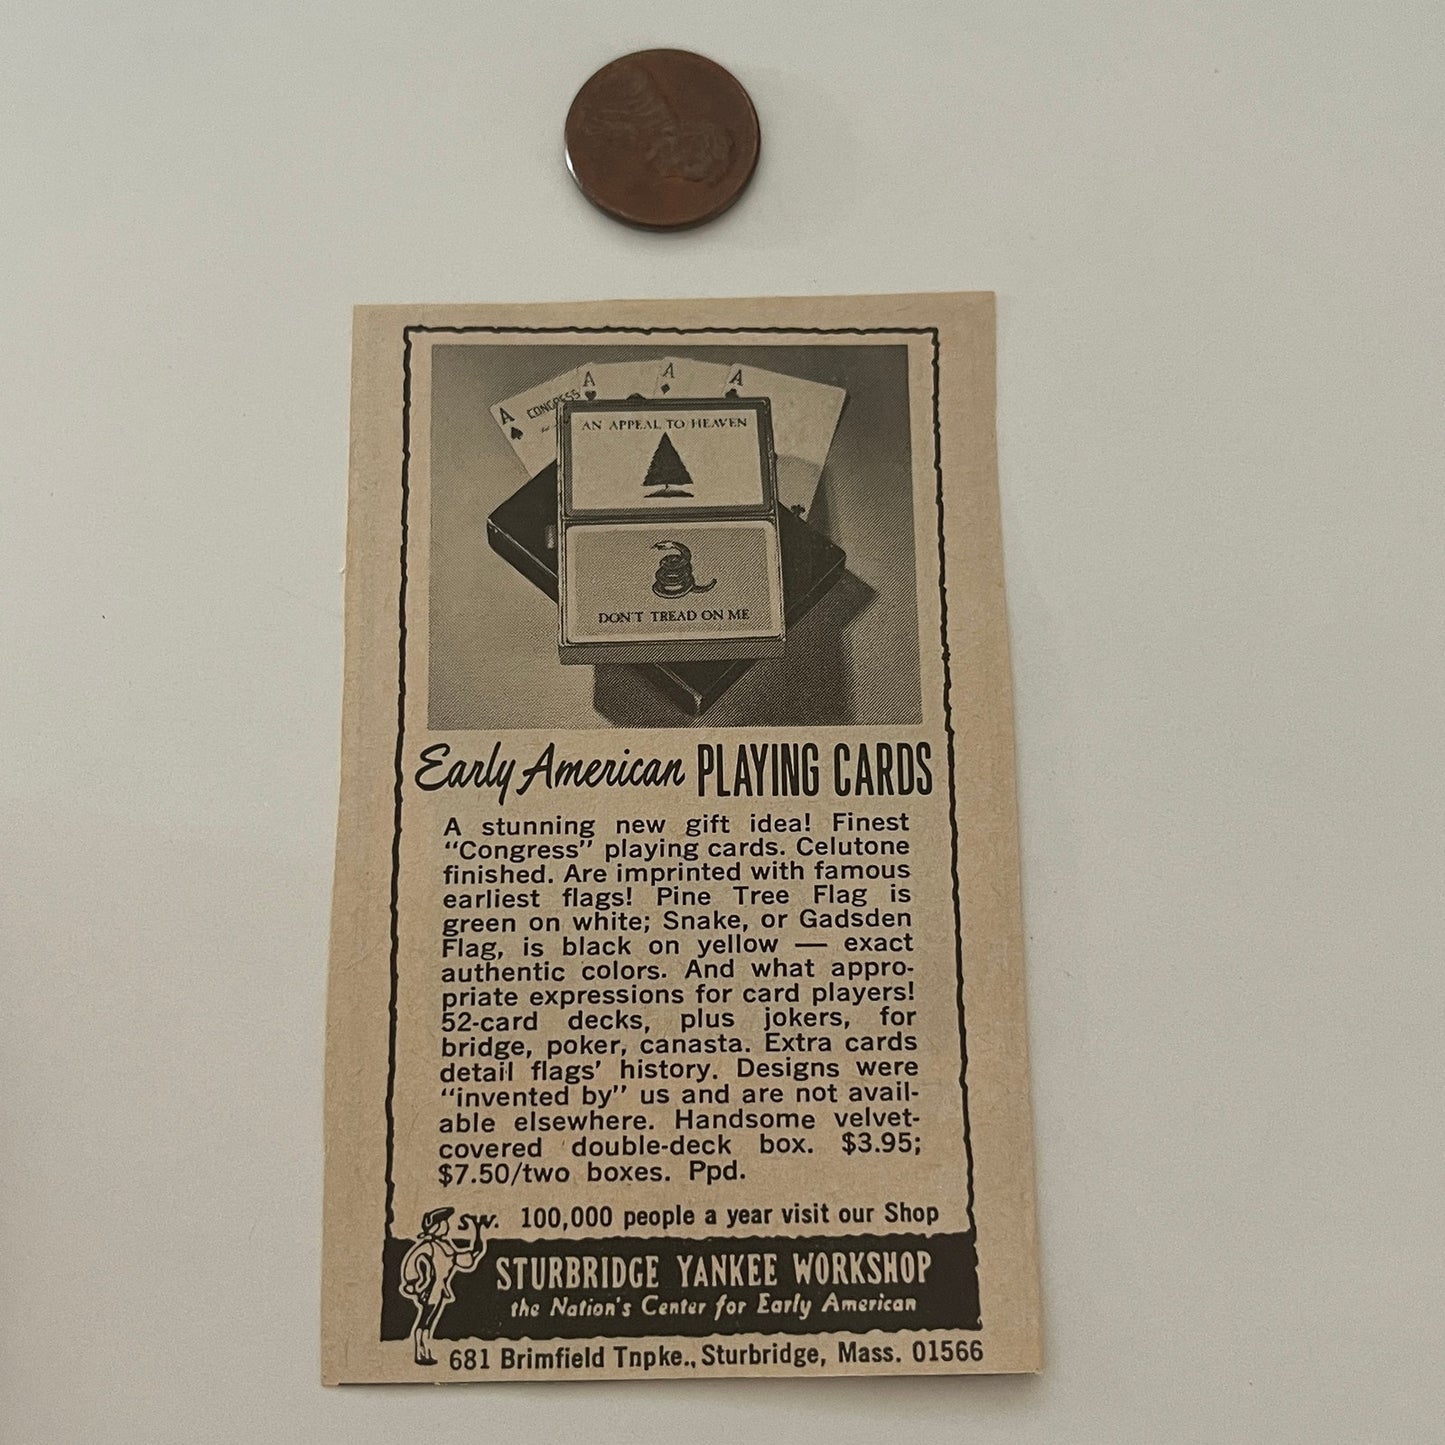 A
CONGRESS
A
A
A
AN APPEAL TO HEAVEN
DON'T TREAD ON ME
Early American PLAYING CARDS
A stunning new gift idea! Finest
“Congress” playing cards. Celutone
finished. Are imprinted with famous
earliest flags! Pine Tree Flag is
green on white; Snake, or Gadsden
Flag, is black on yellow — exact
authentic colors. And what appro-
priate expressions for card players!
52-card decks, plus jokers, for
bridge, poker, canasta. Extra cards
detail flags’ history. Designs were
“invented by” us and are not avail-
able elsewhere. Handsome velvet-
covered double-deck box. $3.95;
$7.50/two boxes. Ppd.
SW. 100,000 people a year visit our Shop
STURBRIDGE YANKEE WORKSHOP
the Nation's Center for Early American
681 Brimfield Tnpke., Sturbridge, Mass. 01566